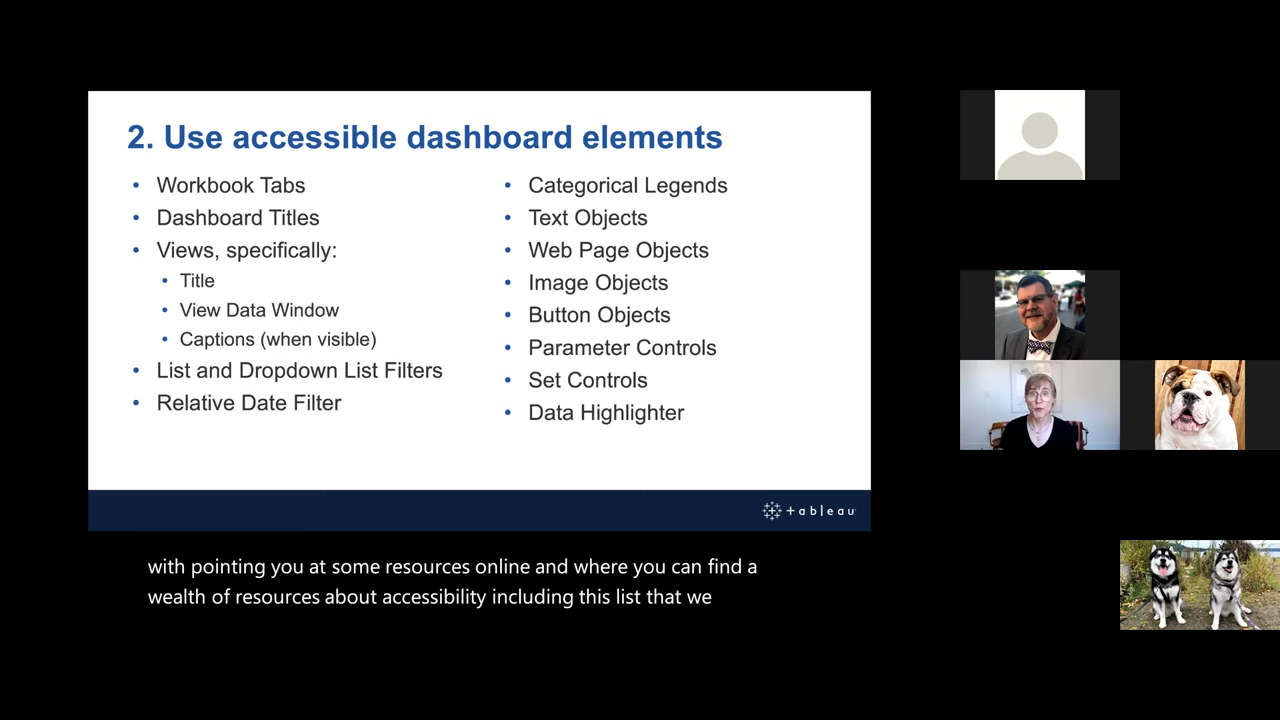 2. Use accessible dashboard elements
• Workbook Tabs
• Dashboard Titles
• Views, specifically:
• Title
• View Data Window
• Captions (when visible)
• List and Dropdown List Filters
• Relative Date Filter
• Categorical Legends
• Text Objects
• Web Page Objects
• Image Objects
• Button Objects
• Parameter Controls
• Set Controls
• Data Highlighter
+ableau
with pointing you at some resources online and where you can find a
wealth of resources about accessibility including this list that we